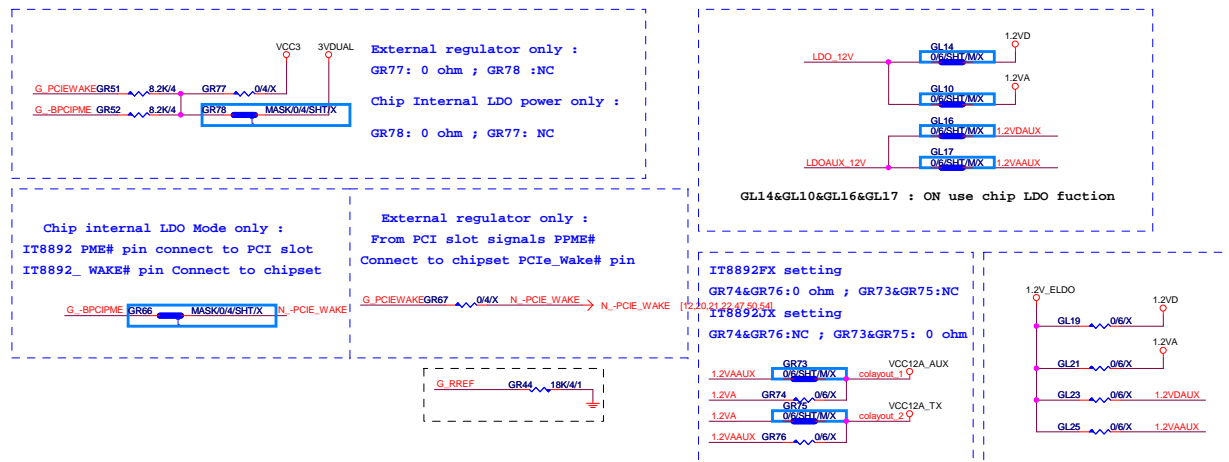 VCC3
3VDUAL
External regulator only :
GR77: 0 ohm ; GR78 :NC
G_PCIEWAKE GR51 8.2K/4 GR77 0/4/X
Chip Internal LDO power only :
G_-BPCIPME GR52 8.2K/4 GR78 MASK/0/4/SHT/X
GR78: 0 ohm ; GR77: NC
1.2VD
GL14
LDO_12V 0/6/SHT/M/X
1.2VA
GL10
0/6/SHT/M/X
GL16
0/6/SHT/M/X 1.2VDAUX
GL17
LDOAUX_12V 0/6/SHT/M/X 1.2VAAUX
GL14&GL10&GL16&GL17 : ON use chip LDO fuction
Chip internal LDO Mode only :
IT8892 PME# pin connect to PCI slot
IT8892_ WAKE# pin Connect to chipset
G_-BPCIPME GR66 MASK/0/4/SHT/X N_-PCIE_WAKE
External regulator only :
From PCI slot signals PPME#
Connect to chipset PCIe_Wake# pin
G_PCIEWAKE GR67 0/4/X N_-PCIE_WAKE N_-PCIE_WAKE [12,20,21,22,47,50,54]
G_RREF GR44 18K/4/1
IT8892FX setting
GR74&GR76:0 ohm ; GR73&GR75:NC
IT8892JX setting
GR74&GR76:NC ; GR73&GR75: 0 ohm
GR73 VCC12A_AUX
1.2VAAUX 0/6/SHT/M/X colayout_1
1.2VA GR74 0/6/X
GR75 VCC12A_TX
1.2VA 0/6/SHT/M/X colayout_2
1.2VAAUX GR76 0/6/X
1.2V_ELDO
1.2VD
GL19 0/6/X
1.2VA
GL21 0/6/X
GL23 0/6/X 1.2VDAUX
GL25 0/6/X 1.2VAAUX